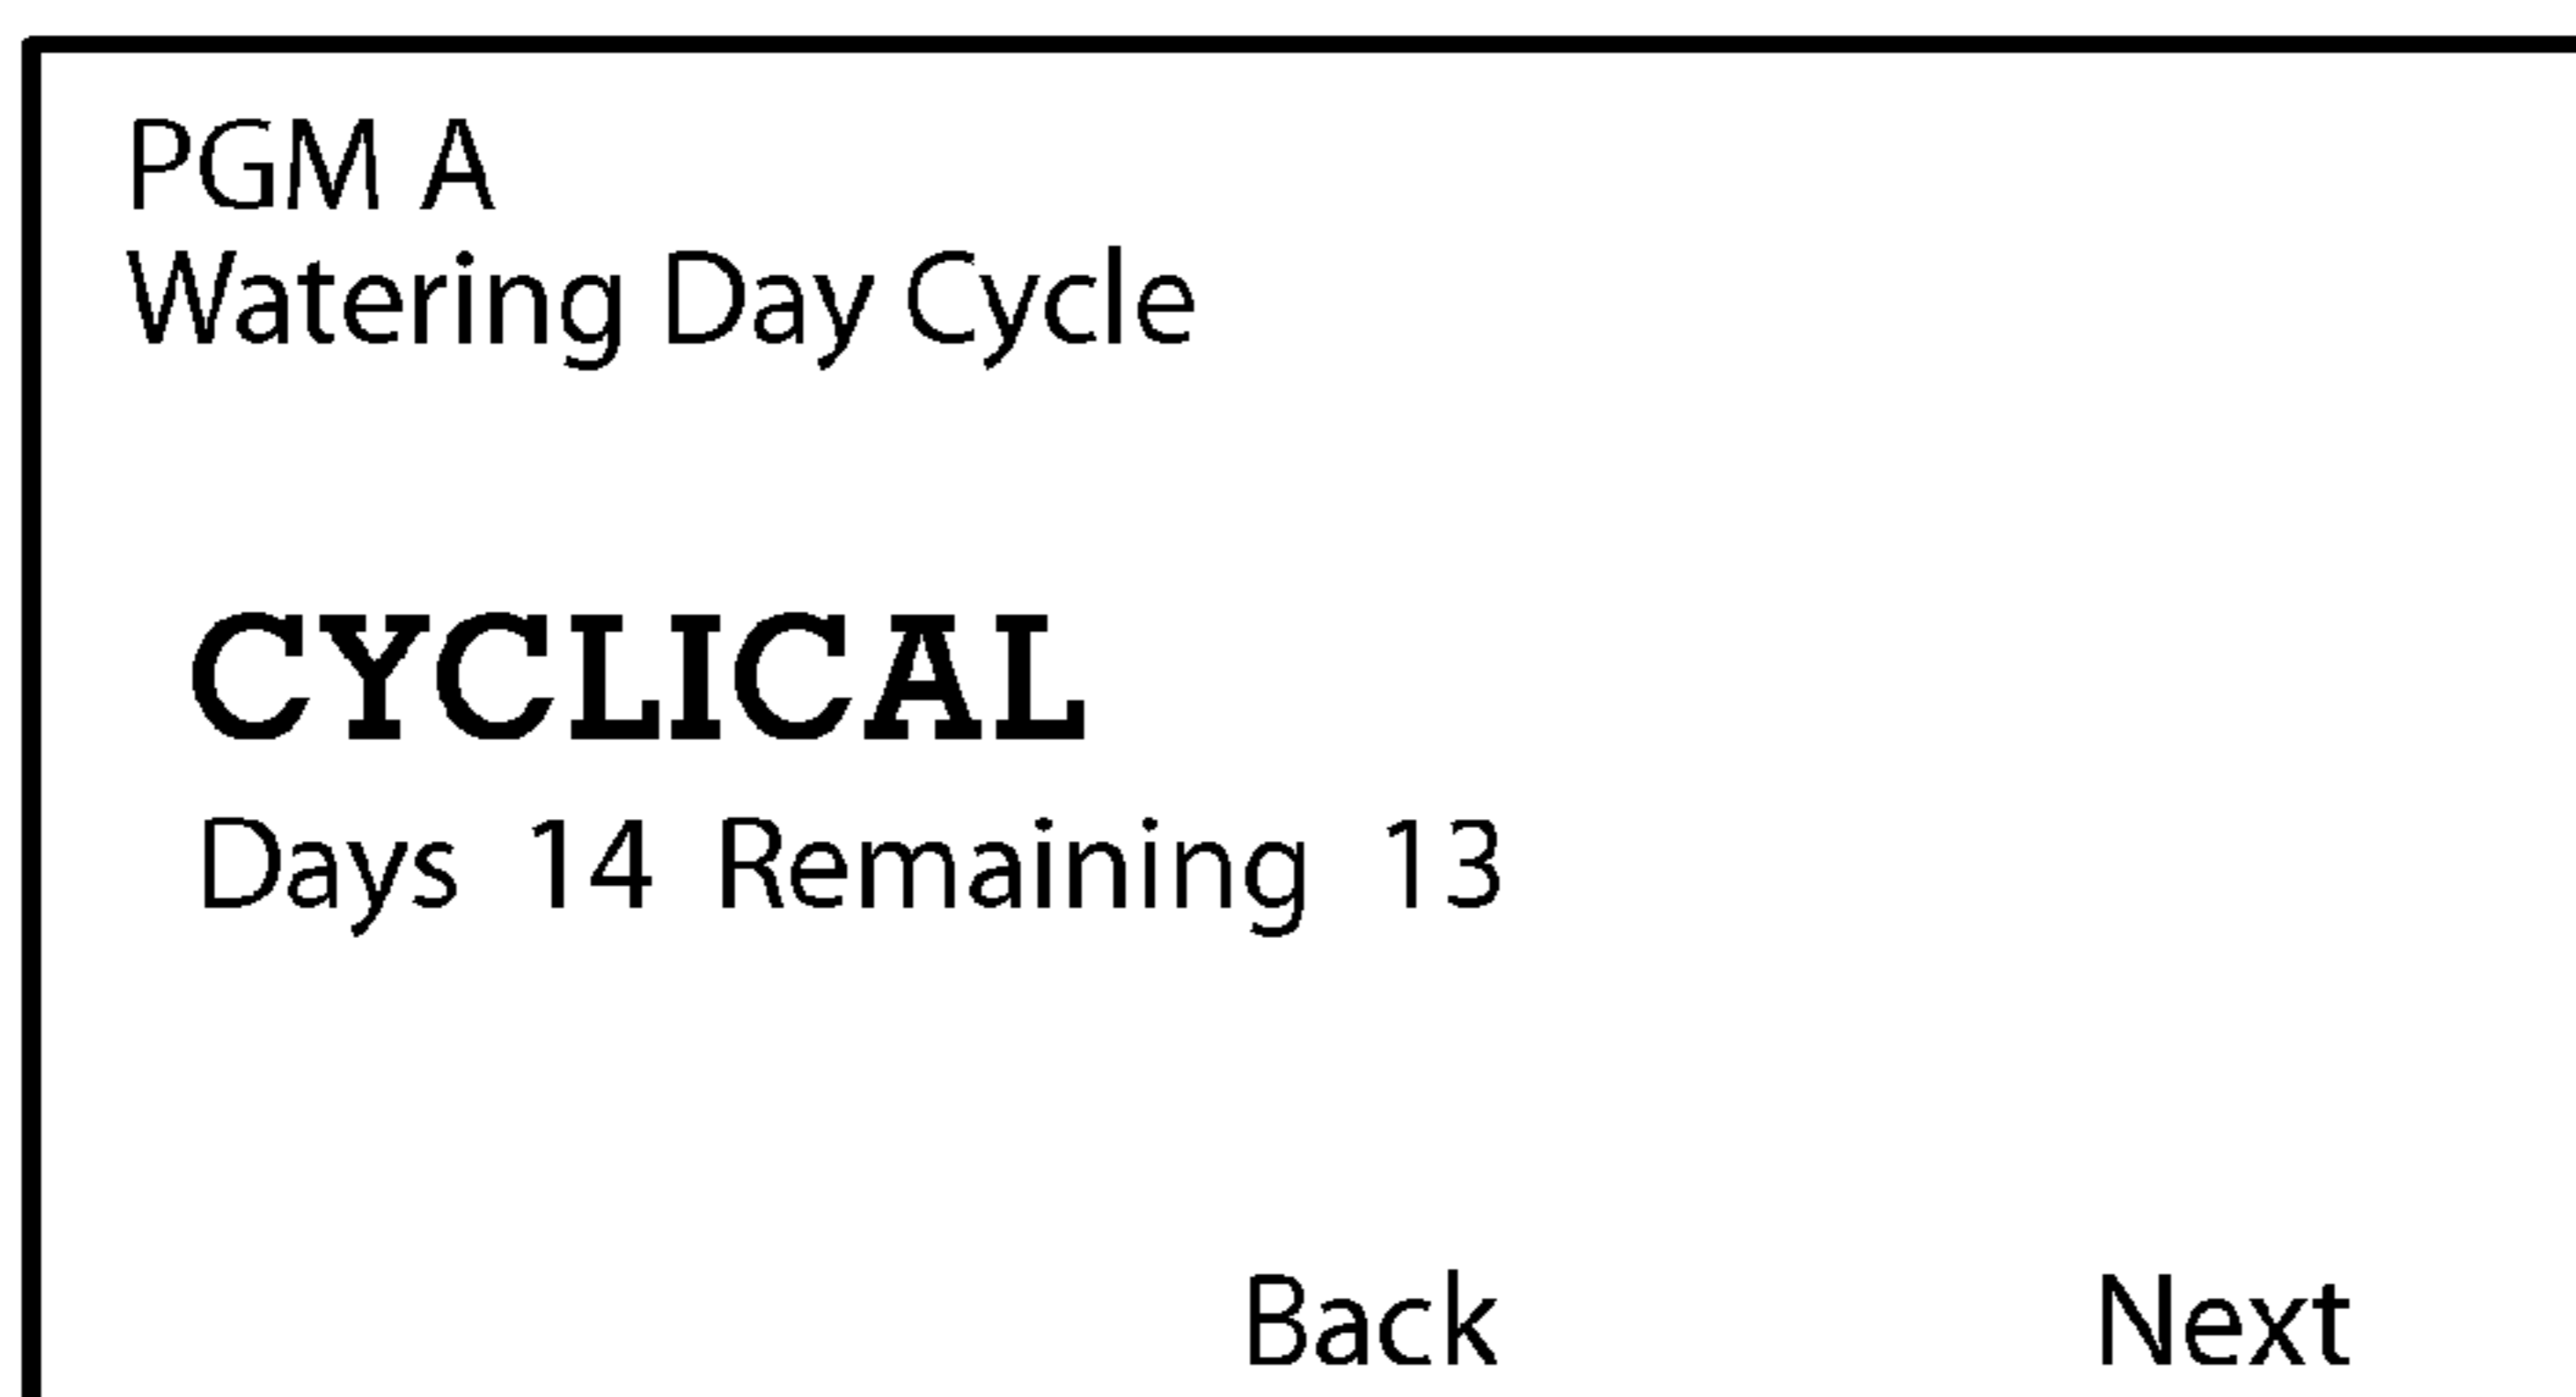 PGM A
Watering Day Cycle
CYCLICAL
Days 14 Remaining 13
Back Next